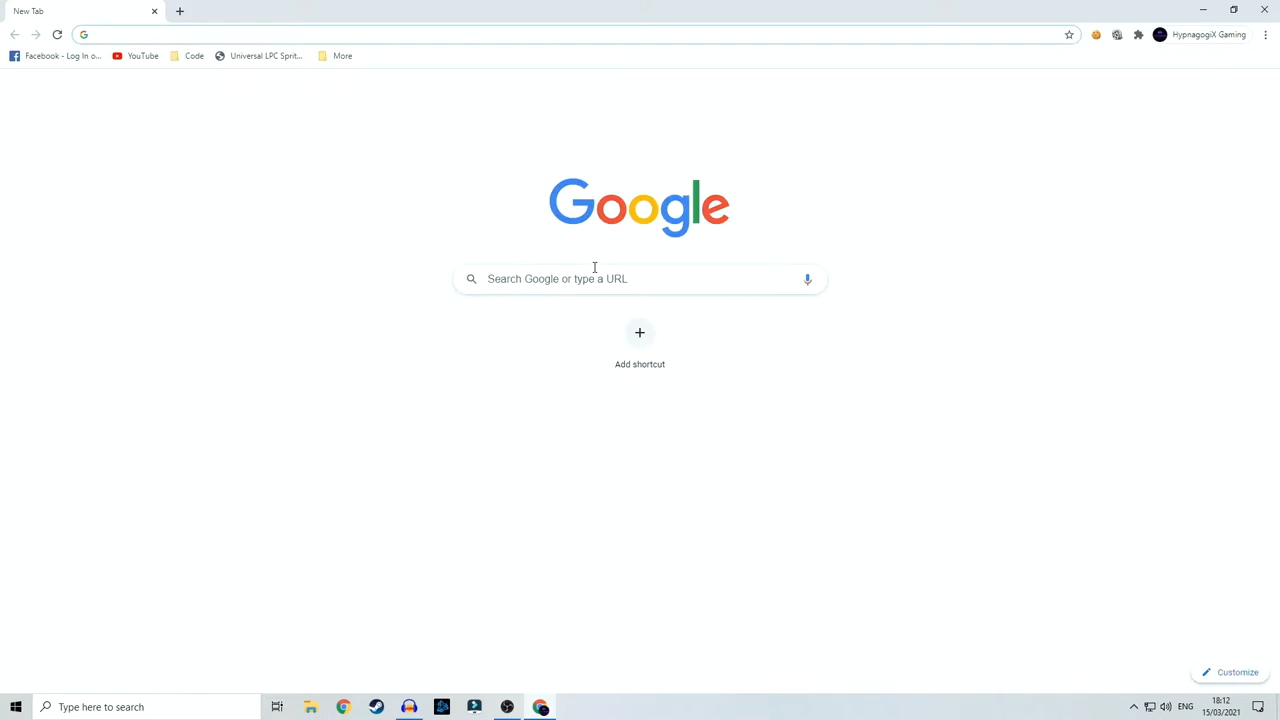 New Tab
HypnagogiX Gaming
Facebook - Log In o...
YouTube
Code
Universal LPC Sprit...
More
Google
Search Google or type a URL
Add shortcut
Customize
Type here to search
ENG
18:12
15/03/2021